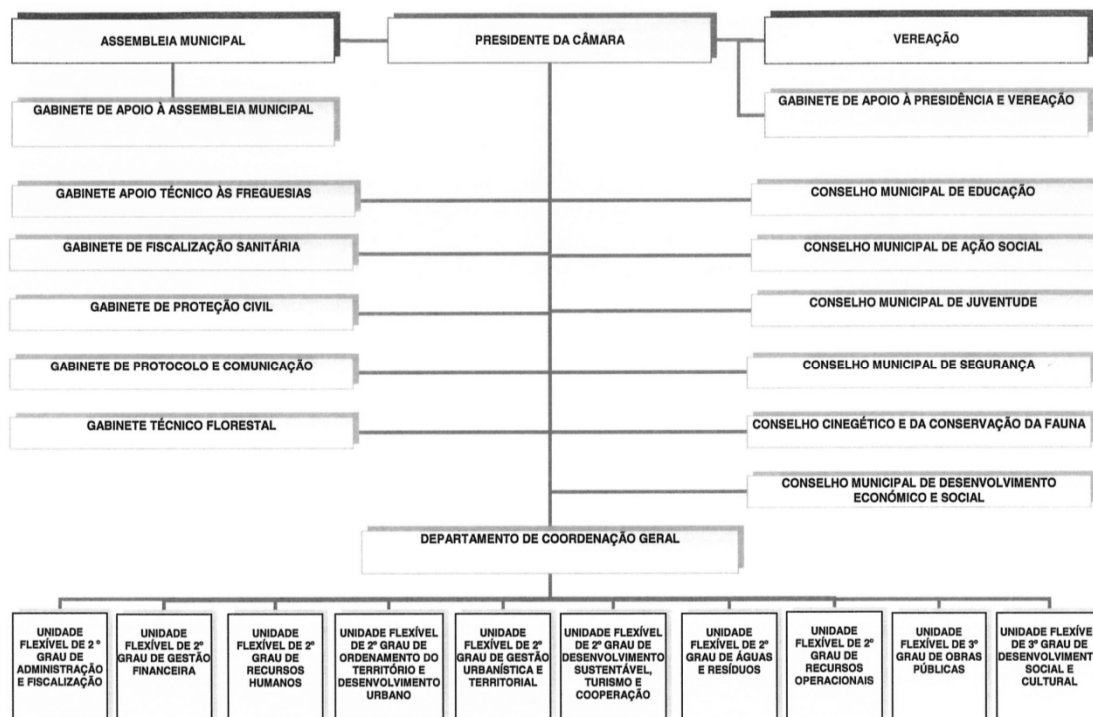 ASSEMBLEIA MUNICIPAL
PRESIDENTE DA CÂMARA
VEREAÇÃO
GABINETE DE APOIO À ASSEMBLEIA MUNICIPAL
GABINETE DE APOIO À PRESIDÊNCIA E VEREAÇÃO
GABINETE APOIO TÉCNICO ÀS FREGUESIAS
CONSELHO MUNICIPAL DE EDUCAÇÃO
GABINETE DE FISCALIZAÇÃO SANITÁRIA
CONSELHO MUNICIPAL DE AÇÃO SOCIAL
GABINETE DE PROTEÇÃO CIVIL
CONSELHO MUNICIPAL DE JUVENTUDE
GABINETE DE PROTOCOLO E COMUNICAÇÃO
CONSELHO MUNICIPAL DE SEGURANÇA
GABINETE TÉCNICO FLORESTAL
CONSELHO CINEGÉTICO E DA CONSERVAÇÃO DA FAUNA
CONSELHO MUNICIPAL DE DESENVOLVIMENTO
ECONÓMICO E SOCIAL
DEPARTAMENTO DE COORDENAÇÃO GERAL
UNIDADE
FLEXÍVEL DE 2 º
GRAU DE
ADMINISTRAÇÃO
E FISCALIZAÇÃO
UNIDADE
FLEXÍVEL DE 2º
GRAU DE GESTÃO
FINANCEIRA
UNIDADE
FLEXÍVEL DE 2º
GRAU DE
RECURSOS
HUMANOS
UNIDADE FLEXÍVEL
DE 2º GRAU DE
ORDENAMENTO DO
TERRITÓRIO E
DESENVOLVIMENTO
URBANO
UNIDADE
FLEXÍVEL DE 2º
GRAU DE GESTÃO
URBANÍSTICA E
TERRITORIAL
UNIDADE FLEXÍVEL
DE 2º GRAU DE
DESENVOLVIMENTO
SUSTENTÁVEL,
TURISMO E
COOPERAÇÃO
UNIDADE
FLEXÍVEL DE 2º
GRAU DE ÁGUAS
E RESÍDUOS
UNIDADE
FLEXÍVEL DE 2º
GRAU DE
RECURSOS
OPERACIONAIS
UNIDADE
FLEXÍVEL DE 3º
GRAU DE OBRAS
PÚBLICAS
UNIDADE FLEXÍVEL
DE 3º GRAU DE
DESENVOLVIMENTO
SOCIAL E
CULTURAL